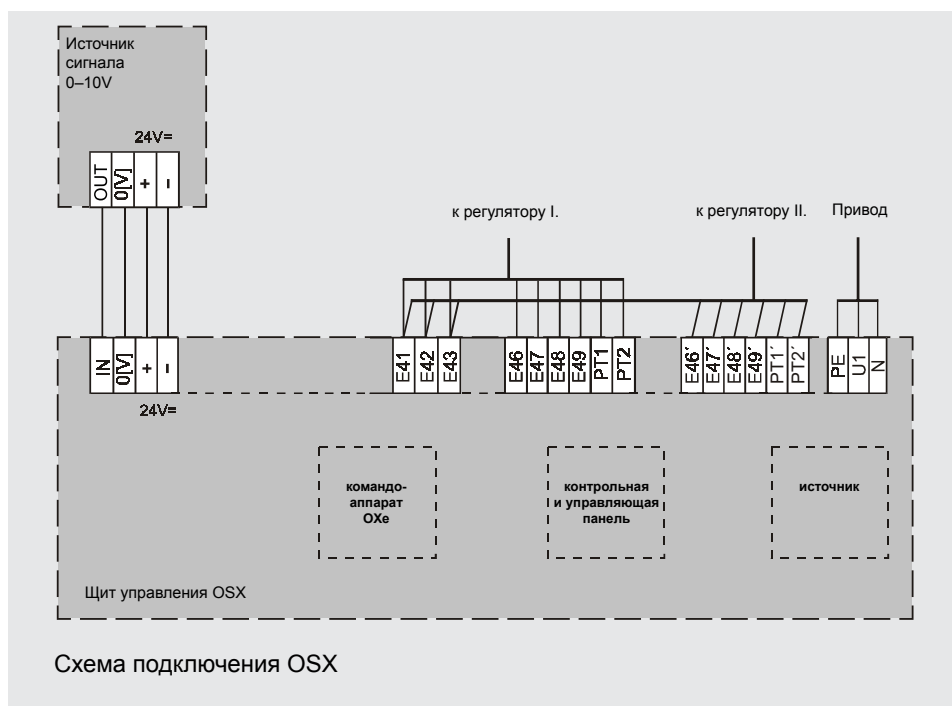 Источник
сигнала
0–10V
24V=
OUT
0[V]
+
-
к регулятору I.
к регулятору II.
Привод
IN
0[V]
+
-
E41
E42
E43
E46
E47
E48
E49
PT1
PT2
E46´
E47´
E48´
E49´
PT1´
PT2´
PE
U1
N
24V=
командо-
аппарат
OXe
контрольная
и управляющая
панель
источник
Щит управления OSX
Схема подключения OSX